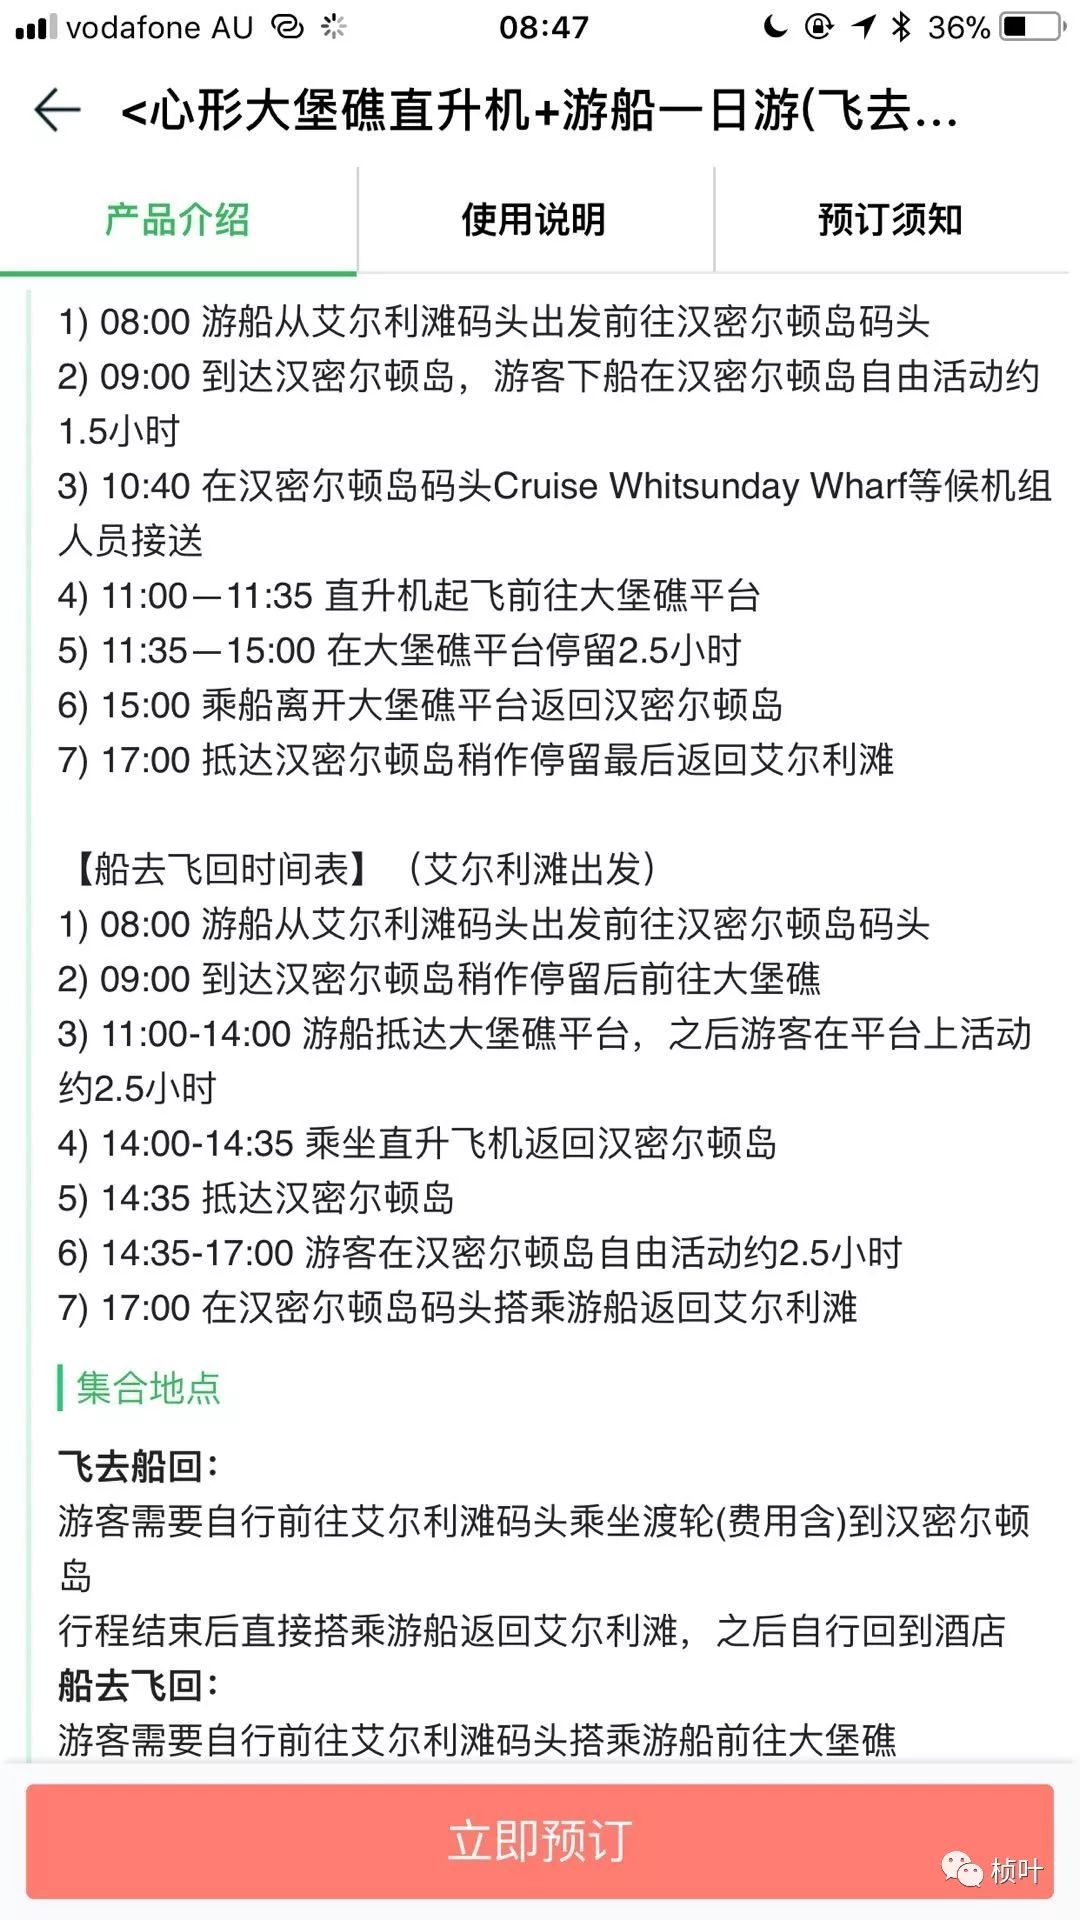 vodafone AU 08:47 36%
<心形大堡礁直升机+游船一日游(飞去...
产品介绍 使用说明 预订须知
1) 08:00 游船从艾尔利滩码头出发前往汉密尔顿岛码头
2) 09:00 到达汉密尔顿岛，游客下船在汉密尔顿岛自由活动约
1.5小时
3) 10:40 在汉密尔顿岛码头Cruise Whitsunday Wharf等候机组
人员接送
4) 11:00—11:35 直升机起飞前往大堡礁平台
5) 11:35—15:00 在大堡礁平台停留2.5小时
6) 15:00 乘船离开大堡礁平台返回汉密尔顿岛
7) 17:00 抵达汉密尔顿岛稍作停留最后返回艾尔利滩
【船去飞回时间表】（艾尔利滩出发）
1) 08:00 游船从艾尔利滩码头出发前往汉密尔顿岛码头
2) 09:00 到达汉密尔顿岛稍作停留后前往大堡礁
3) 11:00-14:00 游船抵达大堡礁平台，之后游客在平台上活动
约2.5小时
4) 14:00-14:35 乘坐直升飞机返回汉密尔顿岛
5) 14:35 抵达汉密尔顿岛
6) 14:35-17:00 游客在汉密尔顿岛自由活动约2.5小时
7) 17:00 在汉密尔顿岛码头搭乘游船返回艾尔利滩
集合地点
飞去船回：
游客需要自行前往艾尔利滩码头乘坐渡轮(费用含)到汉密尔顿
岛
行程结束后直接搭乘游船返回艾尔利滩，之后自行回到酒店
船去飞回：
游客需要自行前往艾尔利滩码头搭乘游船前往大堡礁
立即预订
桢叶